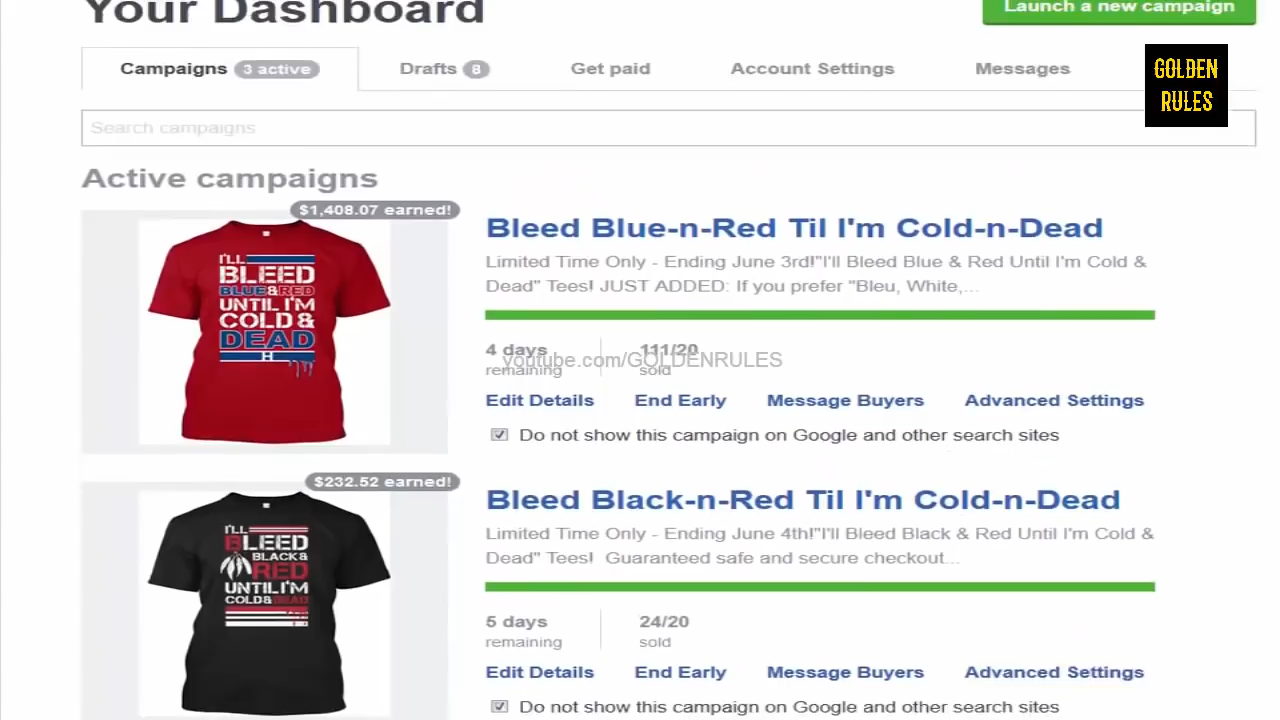 Your Dashboard
Launch a new campaign
Campaigns 3 active
Drafts 8
Get paid
Account Settings
Messages
GOLDEN
RULES
Search campaigns
Active campaigns
$1,408.07 earned!
I'LL
BLEED
BLUE&RED
UNTIL I'M
COLD &
DEAD
H
Bleed Blue-n-Red Til I'm Cold-n-Dead
Limited Time Only - Ending June 3rd!"I'll Bleed Blue & Red Until I'm Cold &
Dead" Tees! JUST ADDED: If you prefer "Bleu, White,...
4 days
remaining
111/20
sold
youtube.com/GOLDENRULES
Edit Details
End Early
Message Buyers
Advanced Settings
Do not show this campaign on Google and other search sites
$232.52 earned!
I'LL
BLEED
BLACK &
RED
UNTIL I'M
COLD & DEAD
Bleed Black-n-Red Til I'm Cold-n-Dead
Limited Time Only - Ending June 4th!"I'll Bleed Black & Red Until I'm Cold &
Dead" Tees!  Guaranteed safe and secure checkout...
5 days
remaining
24/20
sold
Edit Details
End Early
Message Buyers
Advanced Settings
Do not show this campaign on Google and other search sites